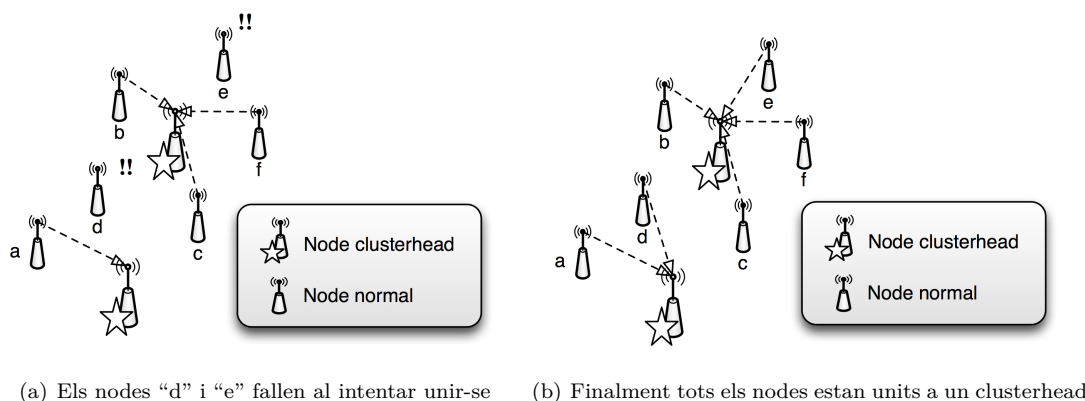 !!
e
b
f
!!
d
c
a
Node clusterhead
Node normal
(a) Els nodes “d” i “e” fallen al intentar unir-se
e
b
f
d
c
a
Node clusterhead
Node normal
(b) Finalment tots els nodes estan units a un clusterhead